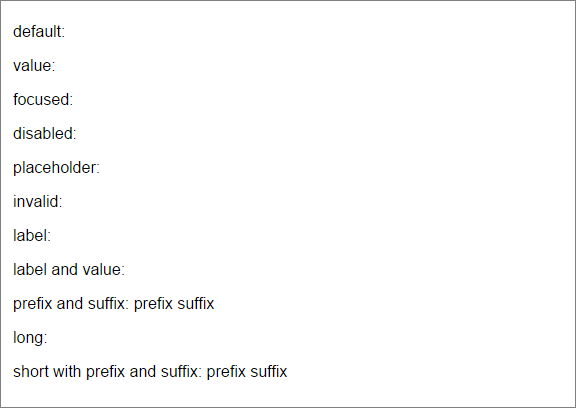 default:
value:
focused:
disabled:
placeholder:
invalid:
label:
label and value:
prefix and suffix: prefix suffix
long:
short with prefix and suffix: prefix suffix